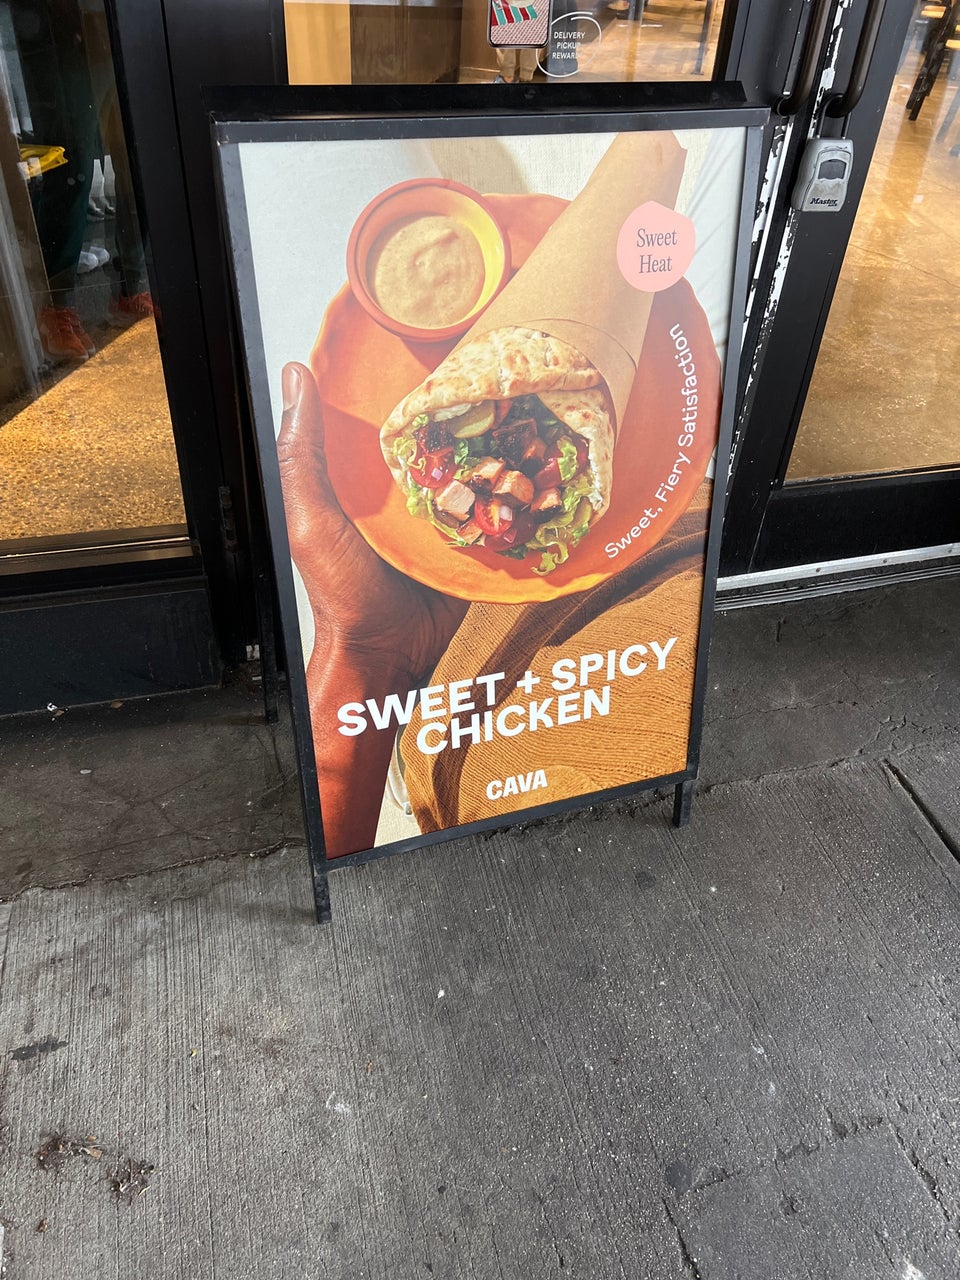 DELIVERY
PICKUP
REWARDS
Sweet
Heat
Sweet, Fiery Satisfaction
SWEET + SPICY
CHICKEN
CAVA
Master